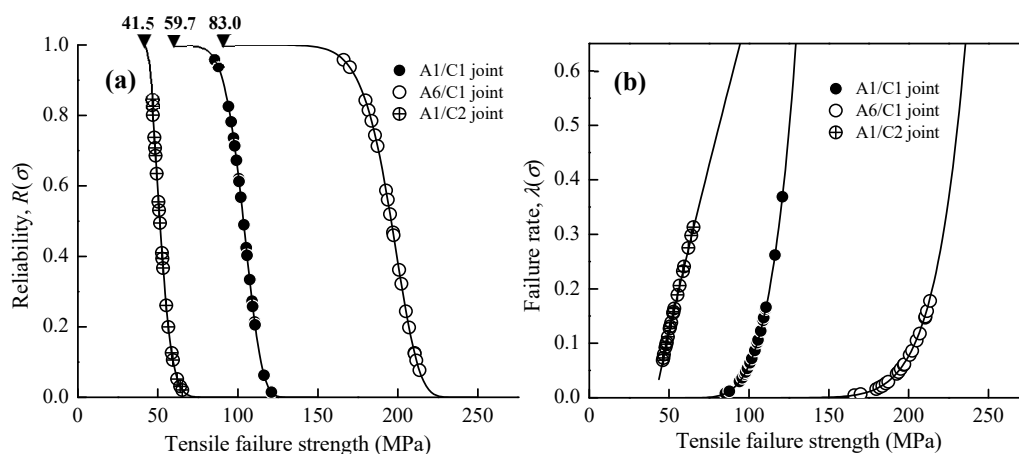 41.5 59.7 83.0
1.0
0.8
0.6
0.4
0.2
0.0
(a)
A1/C1 joint
A6/C1 joint
A1/C2 joint
Reliability, R(σ)
0 50 100 150 200 250
Tensile failure strength (MPa)
0.6
0.5
0.4
0.3
0.2
0.1
0.0
(b)
A1/C1 joint
A6/C1 joint
A1/C2 joint
Failure rate, λ(σ)
0 50 100 150 200 250
Tensile failure strength (MPa)